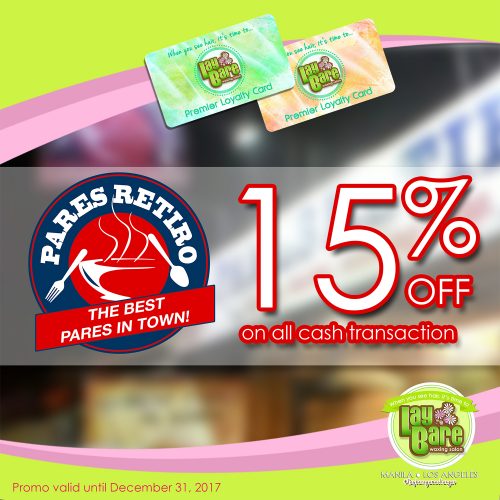 When you see hair, it's time to...
Lay
Bare
Premier Loyalty Card
When you see hair, it's time to...
Lay
Bare
Premier Loyalty Card
PARES RETIRO
THE BEST
PARES IN TOWN!
15%
OFF
on all cash transaction
when you see hair, it's time to
Lay
Bare
waxing salon
MANILA • LOS ANGELES
Promo valid until December 31, 2017